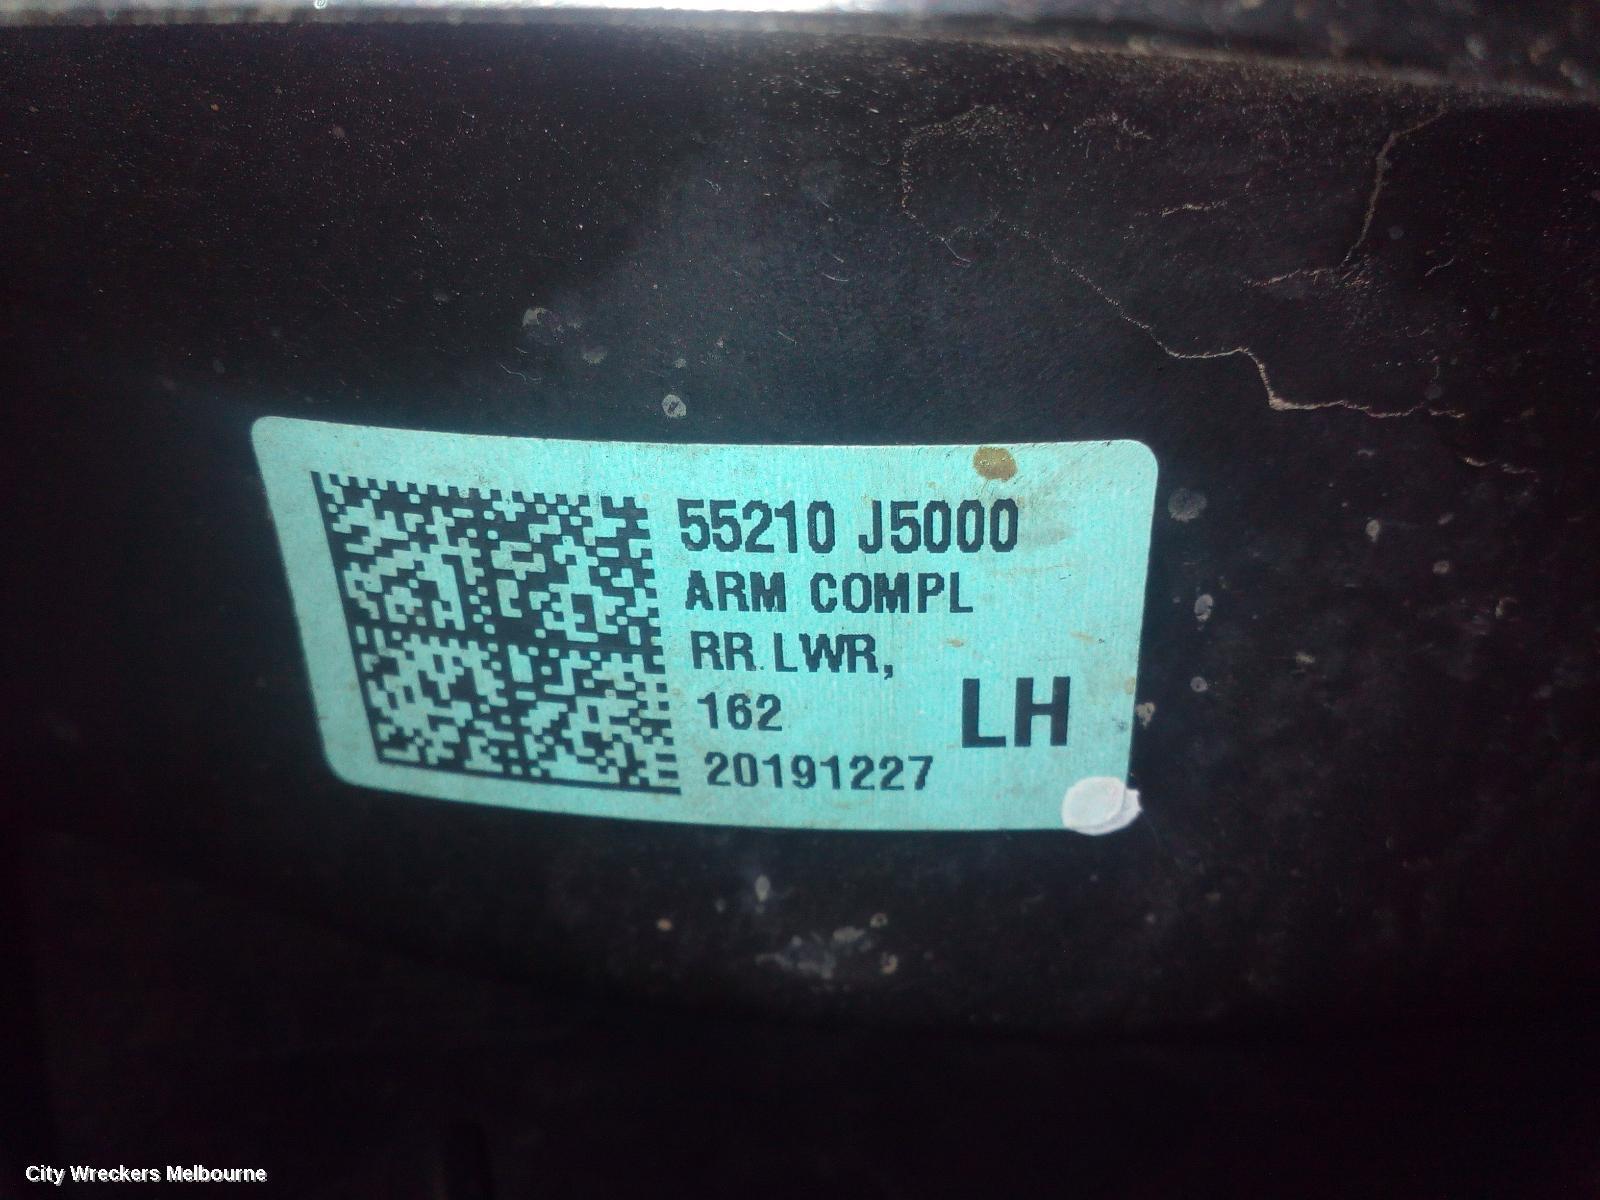 55210 J5000
ARM COMPL
RR LWR,
162
LH
20191227
City Wreckers Melbourne